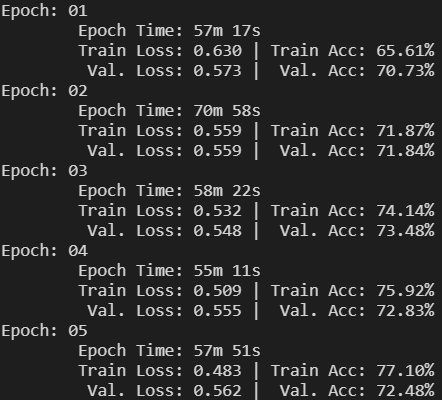 Epoch: 01
Epoch Time: 57m 17s
Train Loss: 0.630 | Train Acc: 65.61%
Val. Loss: 0.573 | Val. Acc: 70.73%
Epoch: 02
Epoch Time: 70m 58s
Train Loss: 0.559 | Train Acc: 71.87%
Val. Loss: 0.559 | Val. Acc: 71.84%
Epoch: 03
Epoch Time: 58m 22s
Train Loss: 0.532 | Train Acc: 74.14%
Val. Loss: 0.548 | Val. Acc: 73.48%
Epoch: 04
Epoch Time: 55m 11s
Train Loss: 0.509 | Train Acc: 75.92%
Val. Loss: 0.555 | Val. Acc: 72.83%
Epoch: 05
Epoch Time: 57m 51s
Train Loss: 0.483 | Train Acc: 77.10%
Val. Loss: 0.562 | Val. Acc: 72.48%